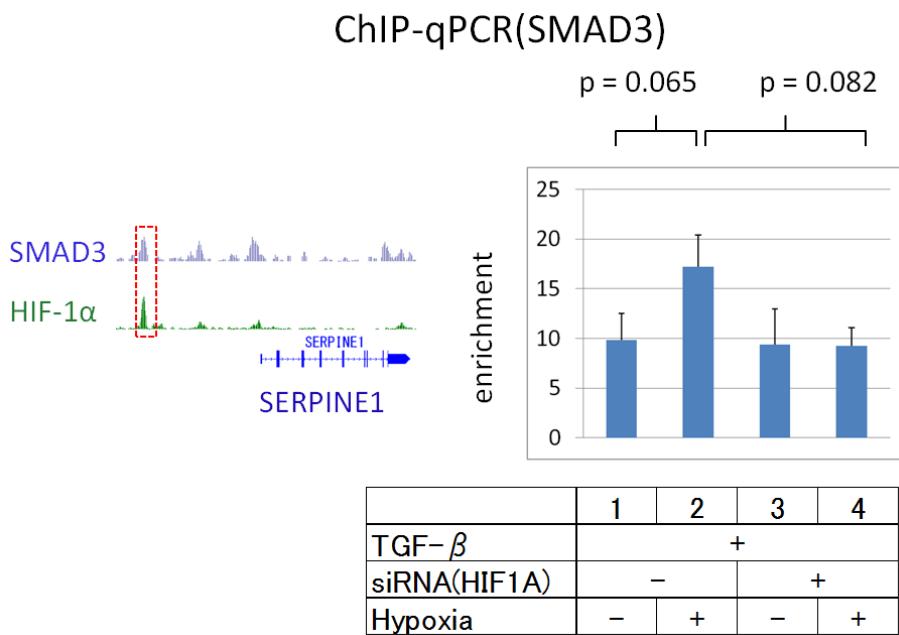 ChIP-qPCR(SMAD3)
p = 0.065 p = 0.082
SMAD3
HIF-1α
SERPINE1
SERPINE1
enrichment
25
20
15
10
5
0
1 2 3 4
TGF-β +
siRNA(HIF1A) − +
Hypoxia − + − +